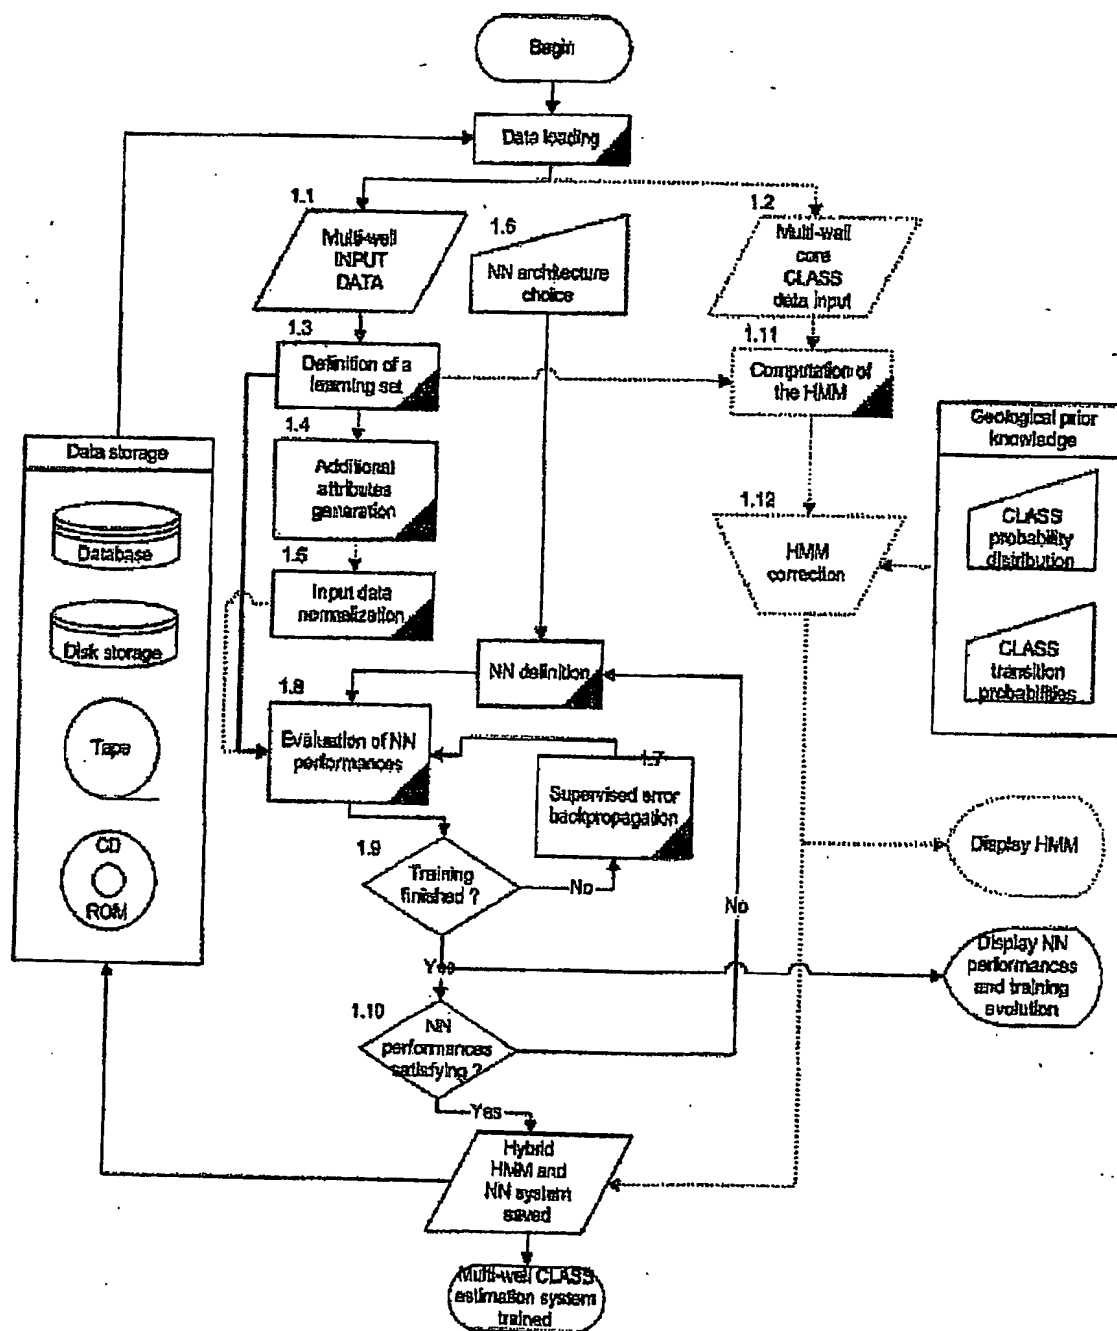 Begin
Data loading
1.1
Multi-well
INPUT
DATA
1.6
NN architecture
choice
1.2
Multi-well
core
CLASS
data input
1.3
Definition of a
learning set
1.11
Computation of
the HMM
1.4
Additional
attributes
generation
1.5
Input data
normalization
1.12
HMM
correction
Geological prior
knowledge
CLASS
probability
distribution
CLASS
transition
probabilities
Data storage
Database
Disk storage
Tape
CD
ROM
NN definition
1.8
Evaluation of NN
performances
1.7
Supervised error
backpropagation
1.9
Training
finished ?
No
Yes
No
Display HMM
Display NN
performances
and training
evolution
1.10
NN
performances
satisfying ?
Yes
Hybrid
HMM and
NN system
saved
Multi-well CLASS
estimation system
trained